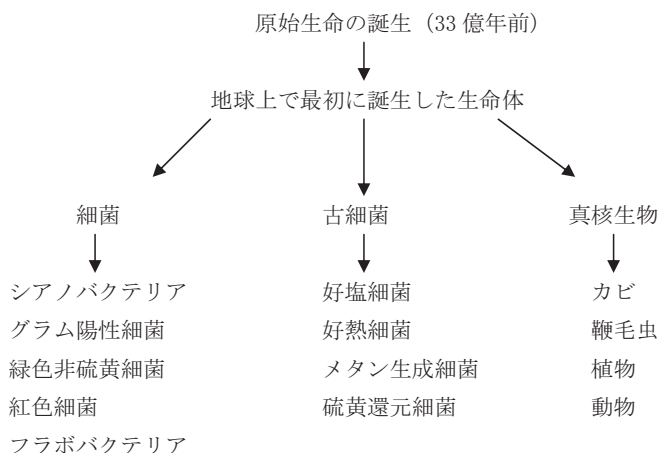 原始生命の誕生（33 億年前）
地球上で最初に誕生した生命体
細菌
古細菌
真核生物
シアノバクテリア
グラム陽性細菌
緑色非硫黄細菌
紅色細菌
フラボバクテリア
好塩細菌
好熱細菌
メタン生成細菌
硫黄還元細菌
カビ
鞭毛虫
植物
動物